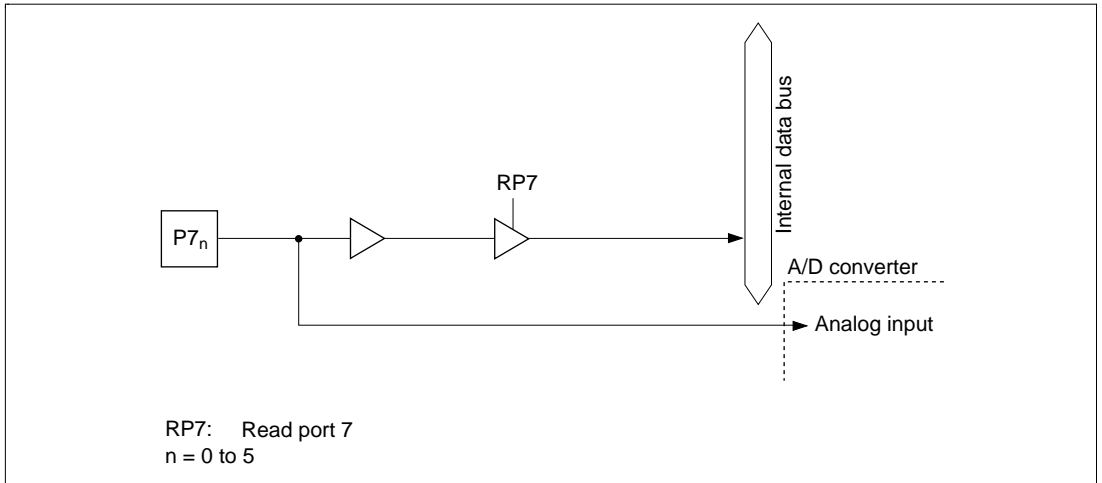 Internal data bus
RP7
P7n
A/D converter
Analog input
RP7: Read port 7
n = 0 to 5